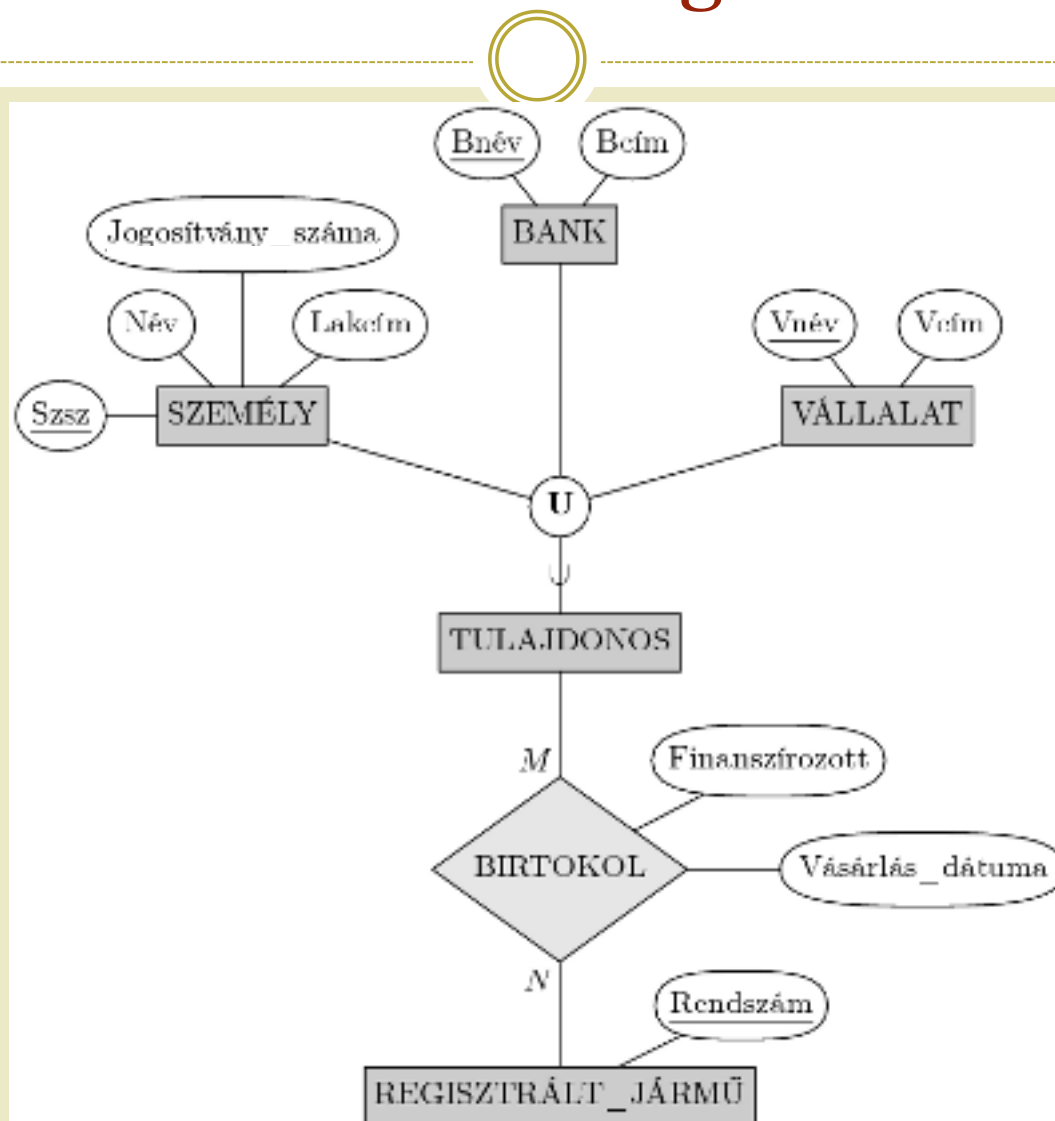 g
Bnév
Bcím
BANK
Jogosítvány_száma
Név
Lakcím
Vnév
Vcím
Szsz
SZEMÉLY
VÁLLALAT
U
∪
TULAJDONOS
M
Finanszírozott
BIRTOKOL
Vásárlás_dátuma
N
Rendszám
REGISZTRÁLT_JÁRMŰ